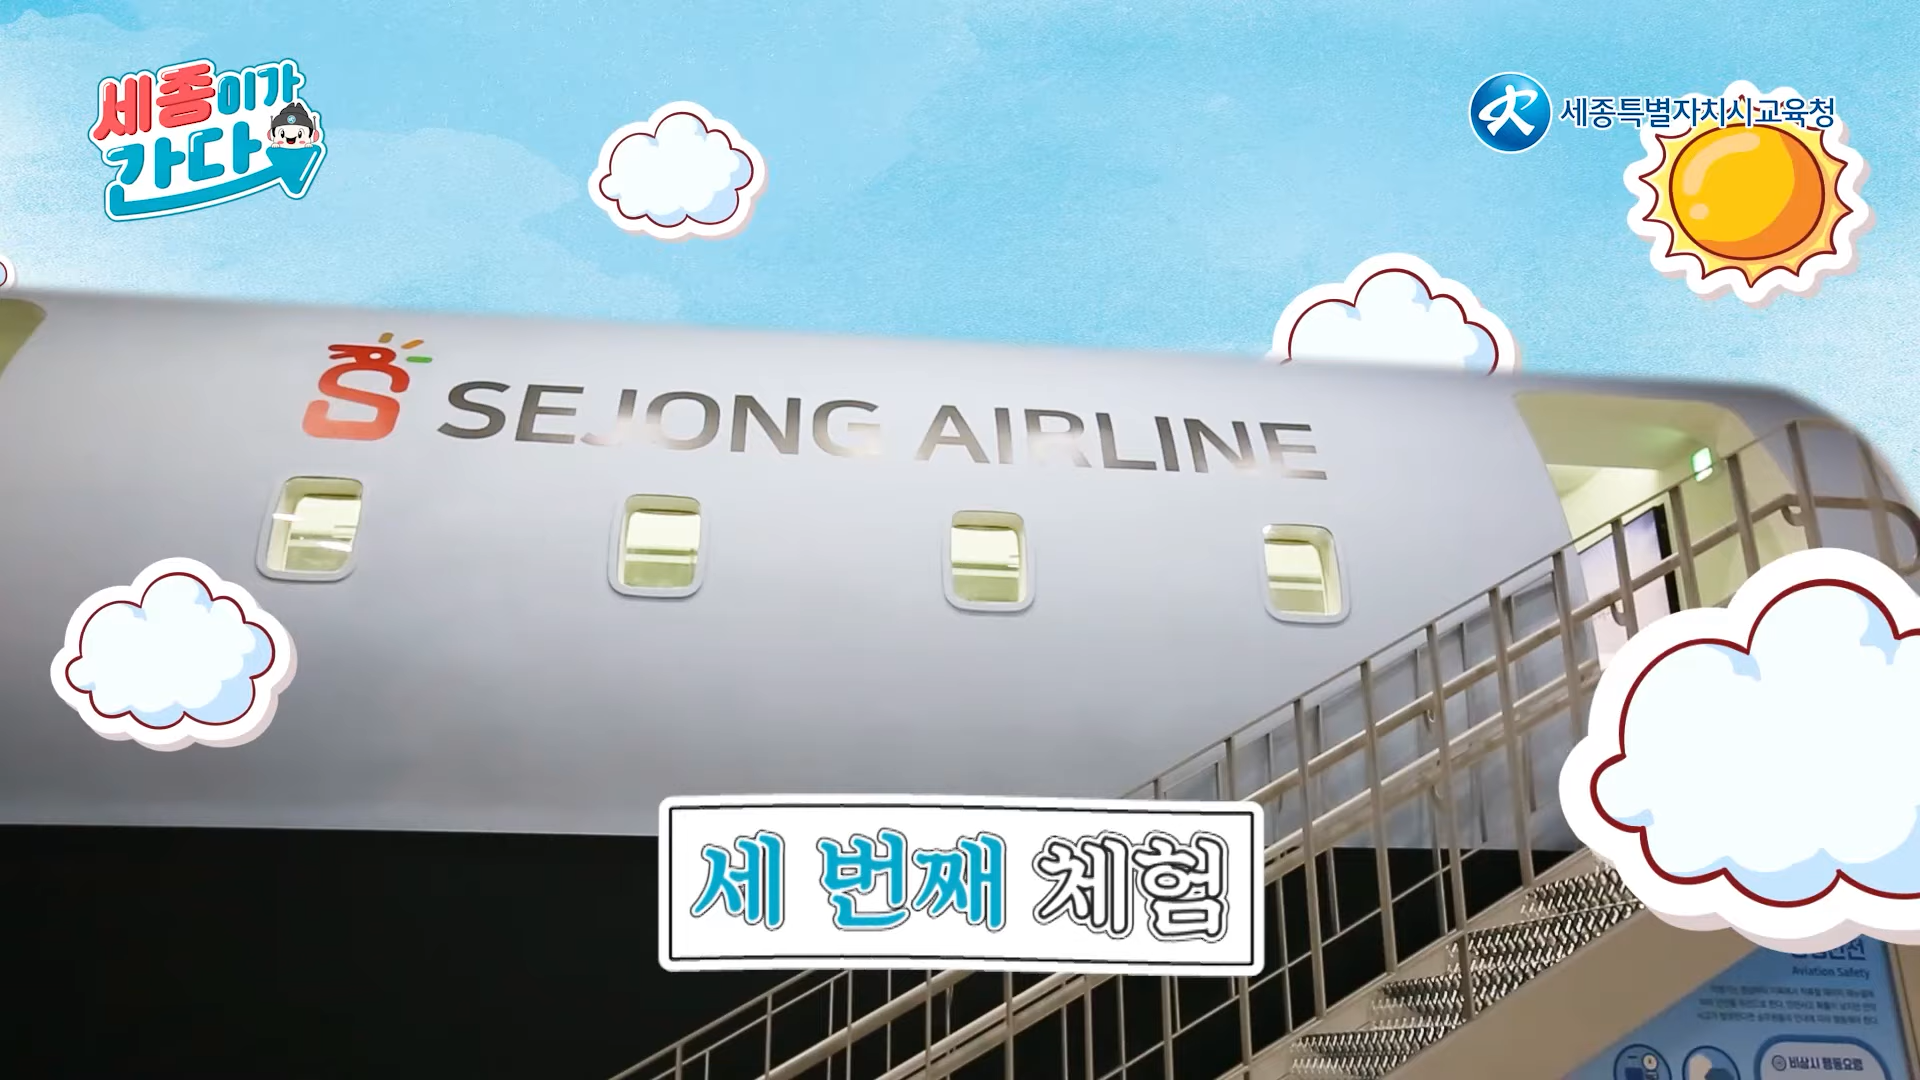 세종이가
간다
세종특별자치시교육청
SEJONG AIRLINE
세 번째 체험
Aviation Safety
비상시 행동요령